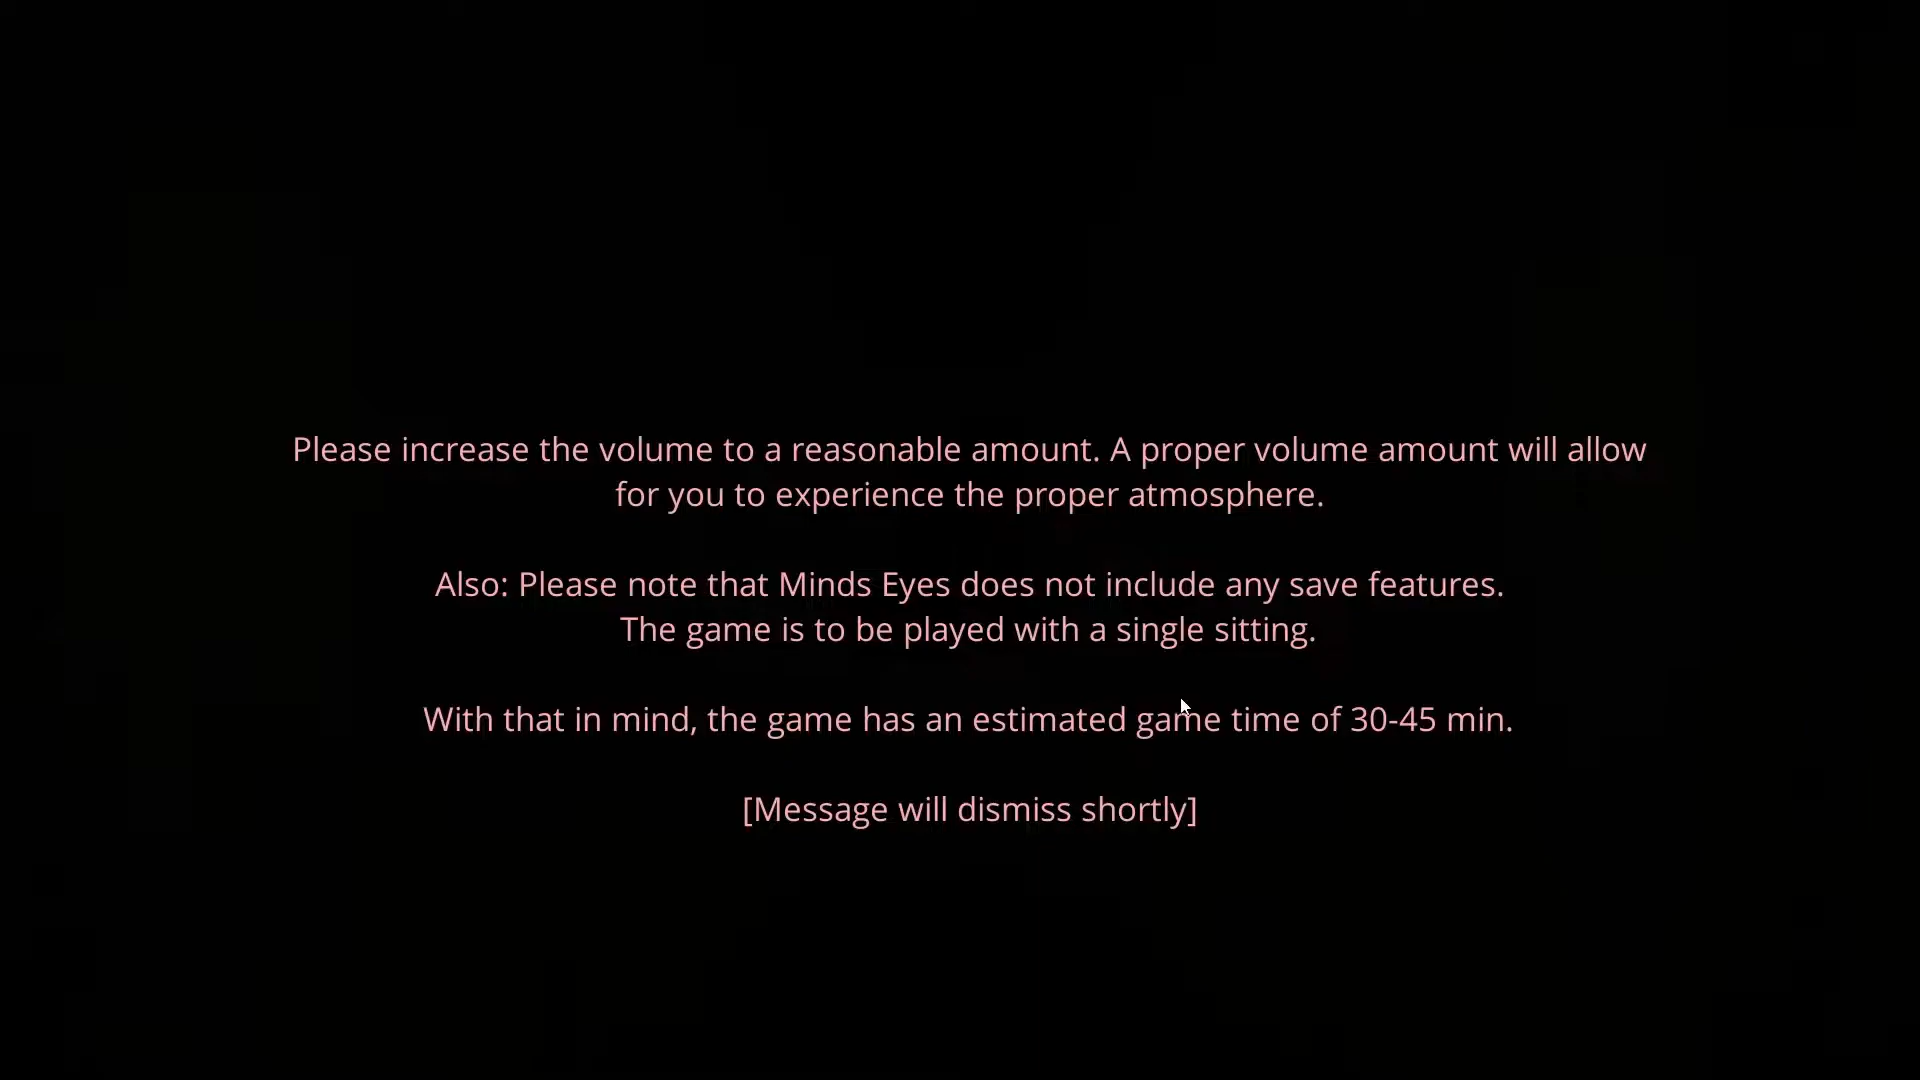 Please increase the volume to a reasonable amount. A proper volume amount will allow
for you to experience the proper atmosphere.
Also: Please note that Minds Eyes does not include any save features.
The game is to be played with a single sitting.
With that in mind, the game has an estimated game time of 30-45 min.
[Message will dismiss shortly]